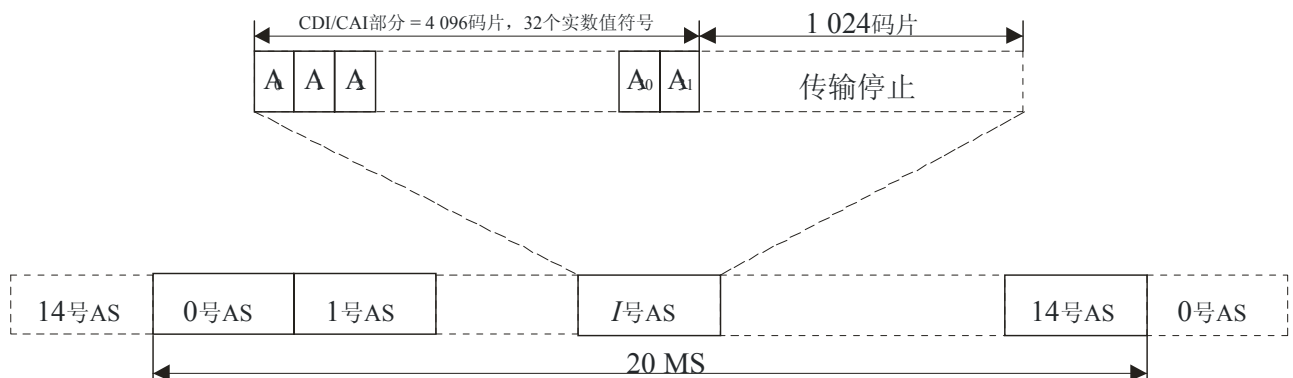 CDI/CAI部分 = 4 096码片，32个实数值符号
1 024码片
A0 A A A0 A1
传输停止
14号AS 0号AS 1号AS I号AS 14号AS 0号AS
20 MS